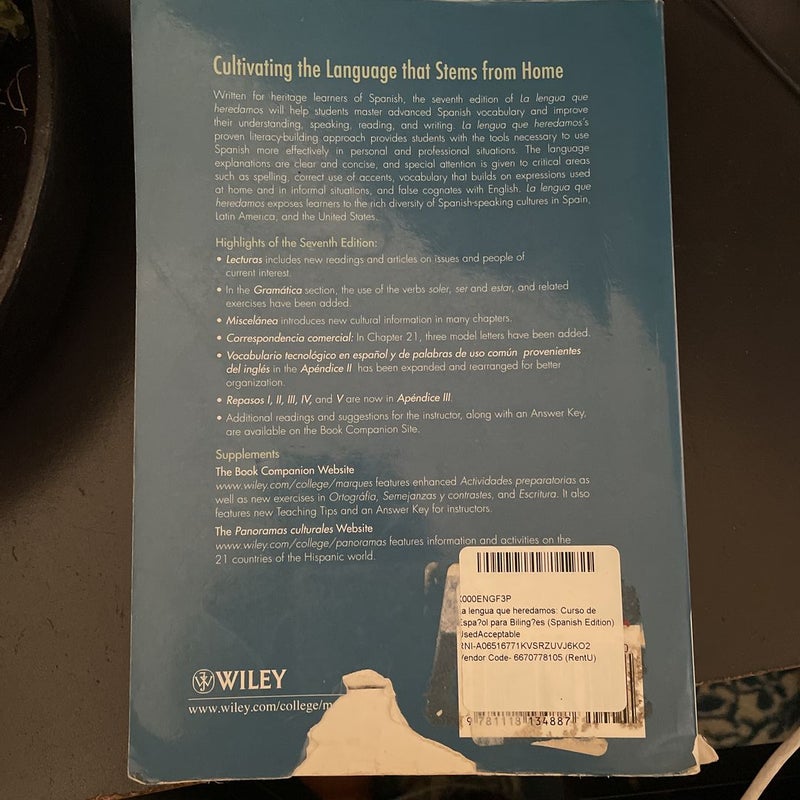 Cultivating the Language that Stems from Home
Written for heritage learners of Spanish, the seventh edition of La lengua que
heredamos will help students master advanced Spanish vocabulary and improve
their understanding, speaking, reading, and writing. La lengua que heredamos's
proven literacy-building approach provides students with the tools necessary to use
Spanish more effectively in personal and professional situations. The language
explanations are clear and concise, and special attention is given to critical areas
such as spelling, correct use of accents, vocabulary that builds on expressions used
at home and in informal situations, and false cognates with English. La lengua que
heredamos exposes learners to the rich diversity of Spanish-speaking cultures in Spain,
Latin America, and the United States.
Highlights of the Seventh Edition:
• Lecturas includes new readings and articles on issues and people of
current interest.
• In the Gramática section, the use of the verbs soler, ser and estar, and related
exercises have been added.
• Miscelánea introduces new cultural information in many chapters.
• Correspondencia comercial: In Chapter 21, three model letters have been added.
• Vocabulario tecnológico en español y de palabras de uso común provenientes
del inglés in the Apéndice II has been expanded and rearranged for better
organization.
• Repasos I, II, III, IV, and V are now in Apéndice III
• Additional readings and suggestions for the instructor, along with an Answer Key,
are available on the Book Companion Site.
Supplements
The Book Companion Website
www.wiley.com/college/marques features enhanced Actividades preparatorias as
well as new exercises in Ortográfia, Semejanzas y contrastes, and Escritura. It also
features new Teaching Tips and an Answer Key for instructors.
The Panoramas culturales Website
www.wiley.com/college/panoramas features information and activities on the
21 countries of the Hispanic world.
000ENGF3P
a lengua que heredamos: Curso de
Espa?ol para Biling?es (Spanish Edition)
UsedAcceptable
RNI-A06516771KVSRZUVJ6KO2
Vendor Code- 6670778105 (RentU)
9 781118 134887
WILEY
www.wiley.com/college/m